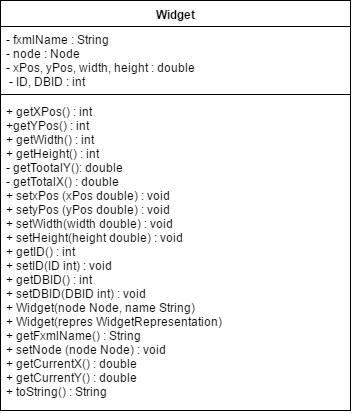 Widget
- fxmlName : String
- node : Node
- xPos, yPos, width, height : double
- ID, DBID : int
+ getXPos() : int
+getYPos() : int
+ getWidth() : int
+ getHeight() : int
- getTootalY(): double
- getTotalX() : double
+ setxPos (xPos double) : void
+ setyPos (yPos double) : void
+ setWidth(width double) : void
+ setHeight(height double) : void
+ getID() : int
+ setID(ID int) : void
+ getDBID() : int
+ setDBID(DBID int) : void
+ Widget(node Node, name String)
+ Widget(repres WidgetRepresentation)
+ getFxmlName() : String
+ setNode (node Node) : void
+ getCurrentX() : double
+ getCurrentY() : double
+ toString() : String